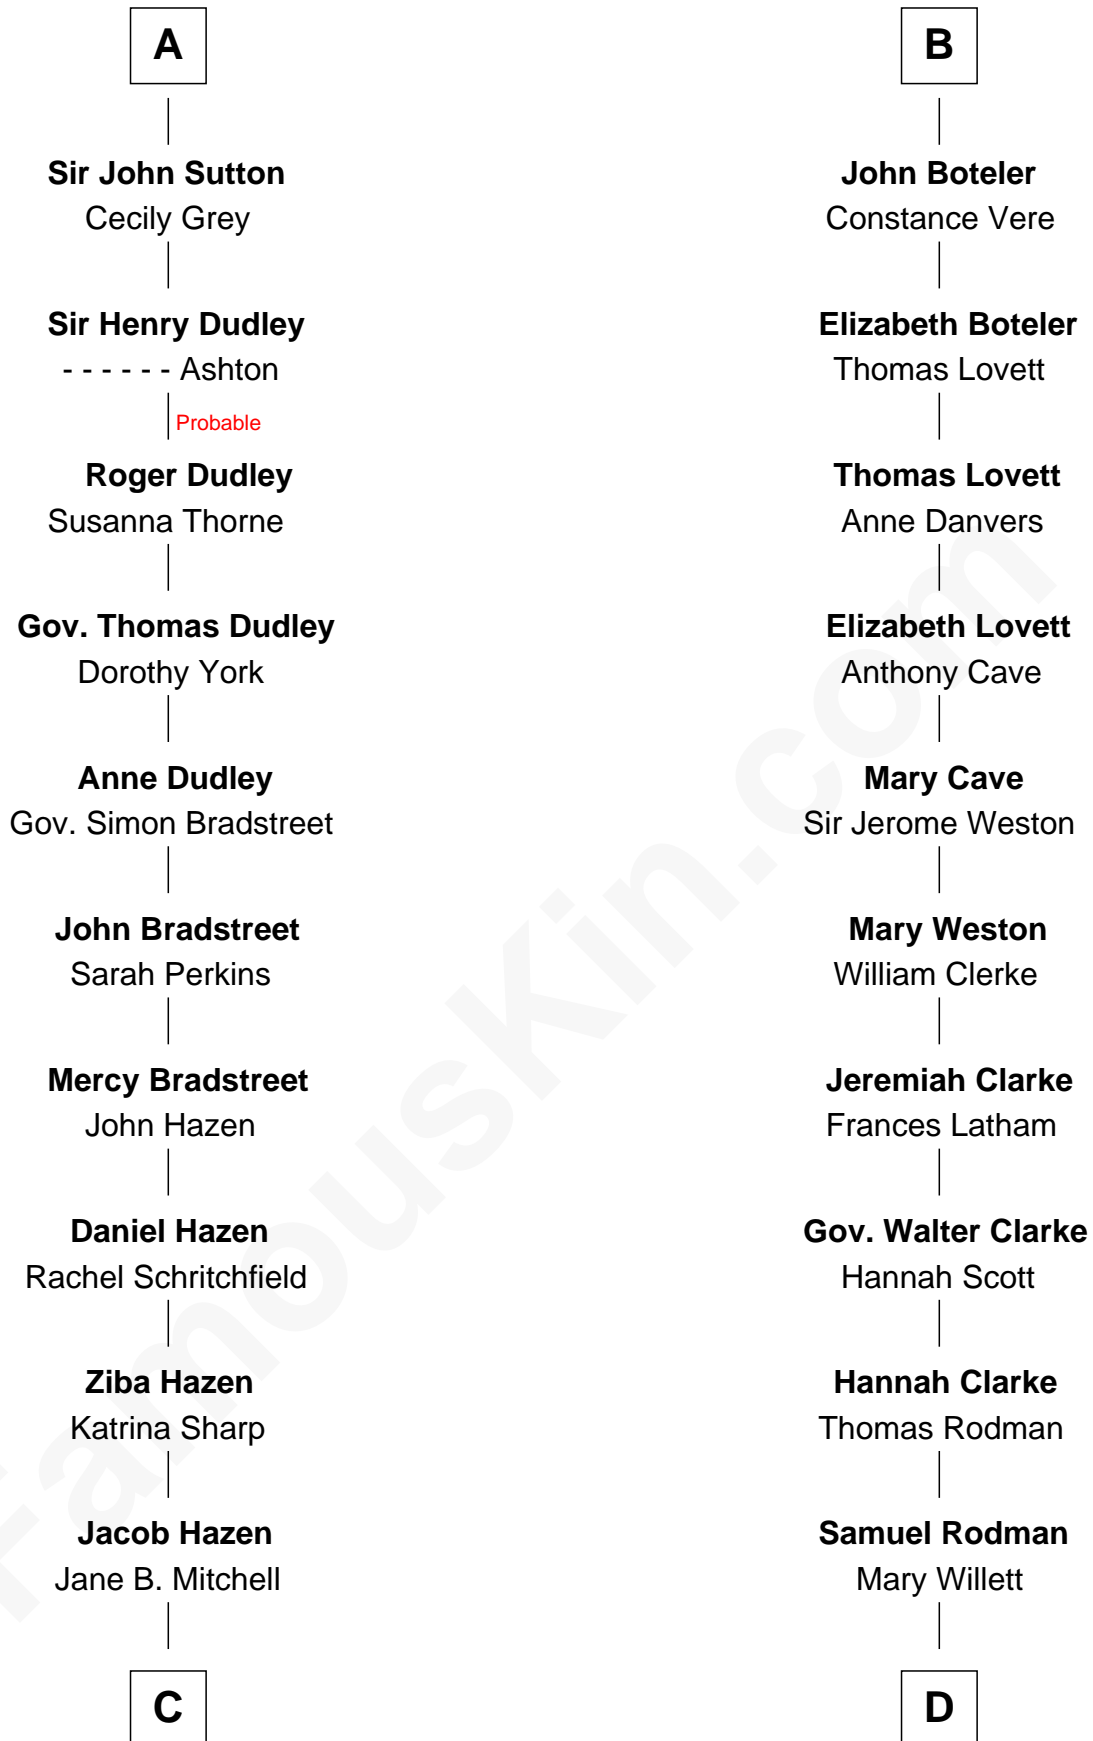 A
Sir John Sutton
Cecily Grey
Sir Henry Dudley
- - - - - - Ashton
Probable
Roger Dudley
Susanna Thorne
Gov. Thomas Dudley
Dorothy York
Anne Dudley
Gov. Simon Bradstreet
John Bradstreet
Sarah Perkins
Mercy Bradstreet
John Hazen
Daniel Hazen
Rachel Schritchfield
Ziba Hazen
Katrina Sharp
Jacob Hazen
Jane B. Mitchell
C
B
John Boteler
Constance Vere
Elizabeth Boteler
Thomas Lovett
Thomas Lovett
Anne Danvers
Elizabeth Lovett
Anthony Cave
Mary Cave
Sir Jerome Weston
Mary Weston
William Clerke
Jeremiah Clarke
Frances Latham
Gov. Walter Clarke
Hannah Scott
Hannah Clarke
Thomas Rodman
Samuel Rodman
Mary Willett
D
FamousKin.com